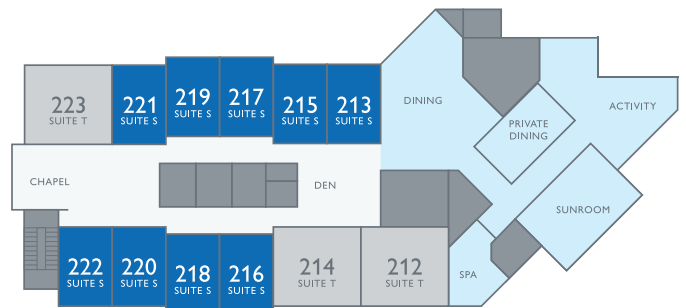 223
SUITE T
221
SUITE S
219
SUITE S
217
SUITE S
215
SUITE S
213
SUITE S
DINING
PRIVATE
DINING
ACTIVITY
CHAPEL
DEN
SUNROOM
SPA
222
SUITE S
220
SUITE S
218
SUITE S
216
SUITE S
214
SUITE T
212
SUITE T